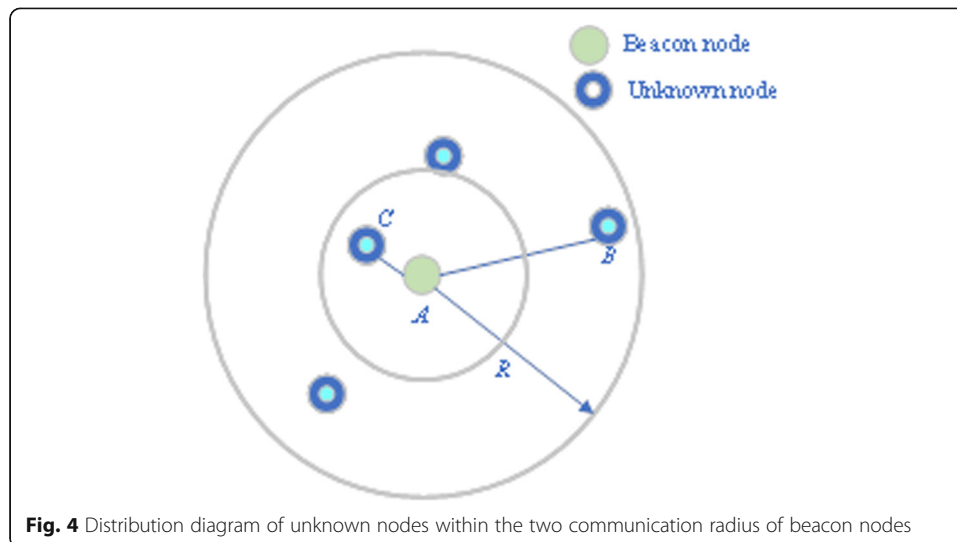 Beacon node
Unknown node
C
B
A
R
Fig. 4 Distribution diagram of unknown nodes within the two communication radius of beacon nodes